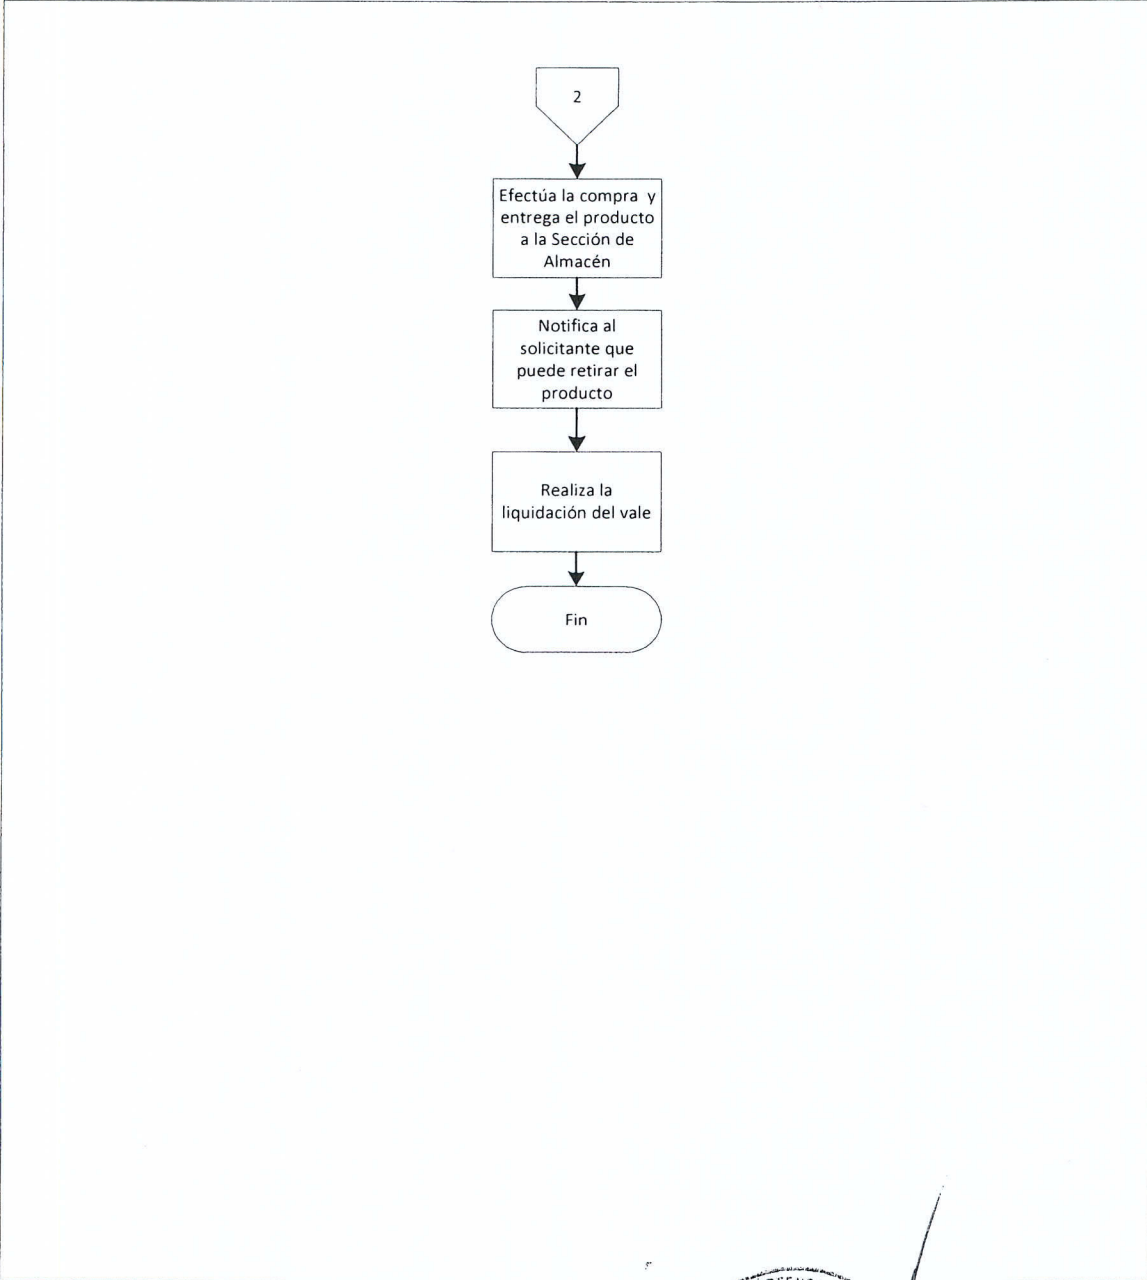 2
Efectúa la compra y
entrega el producto
a la Sección de
Almacén
Notifica al
solicitante que
puede retirar el
producto
Realiza la
liquidación del vale
Fin